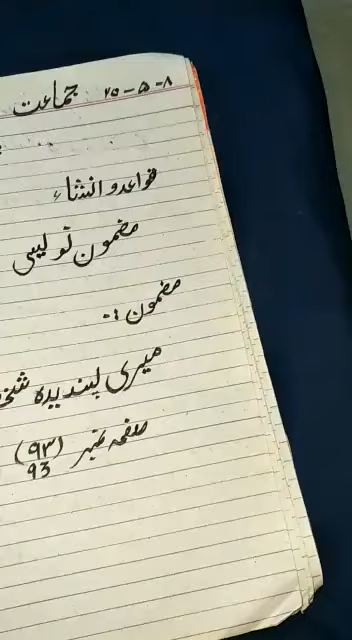 ۲۵-۵-۸ جماعت
قواعد و انشاء
مضمون نویسی
مضمون :-
میری پسندیدہ
صفحہ نمبر (۹۳)
93